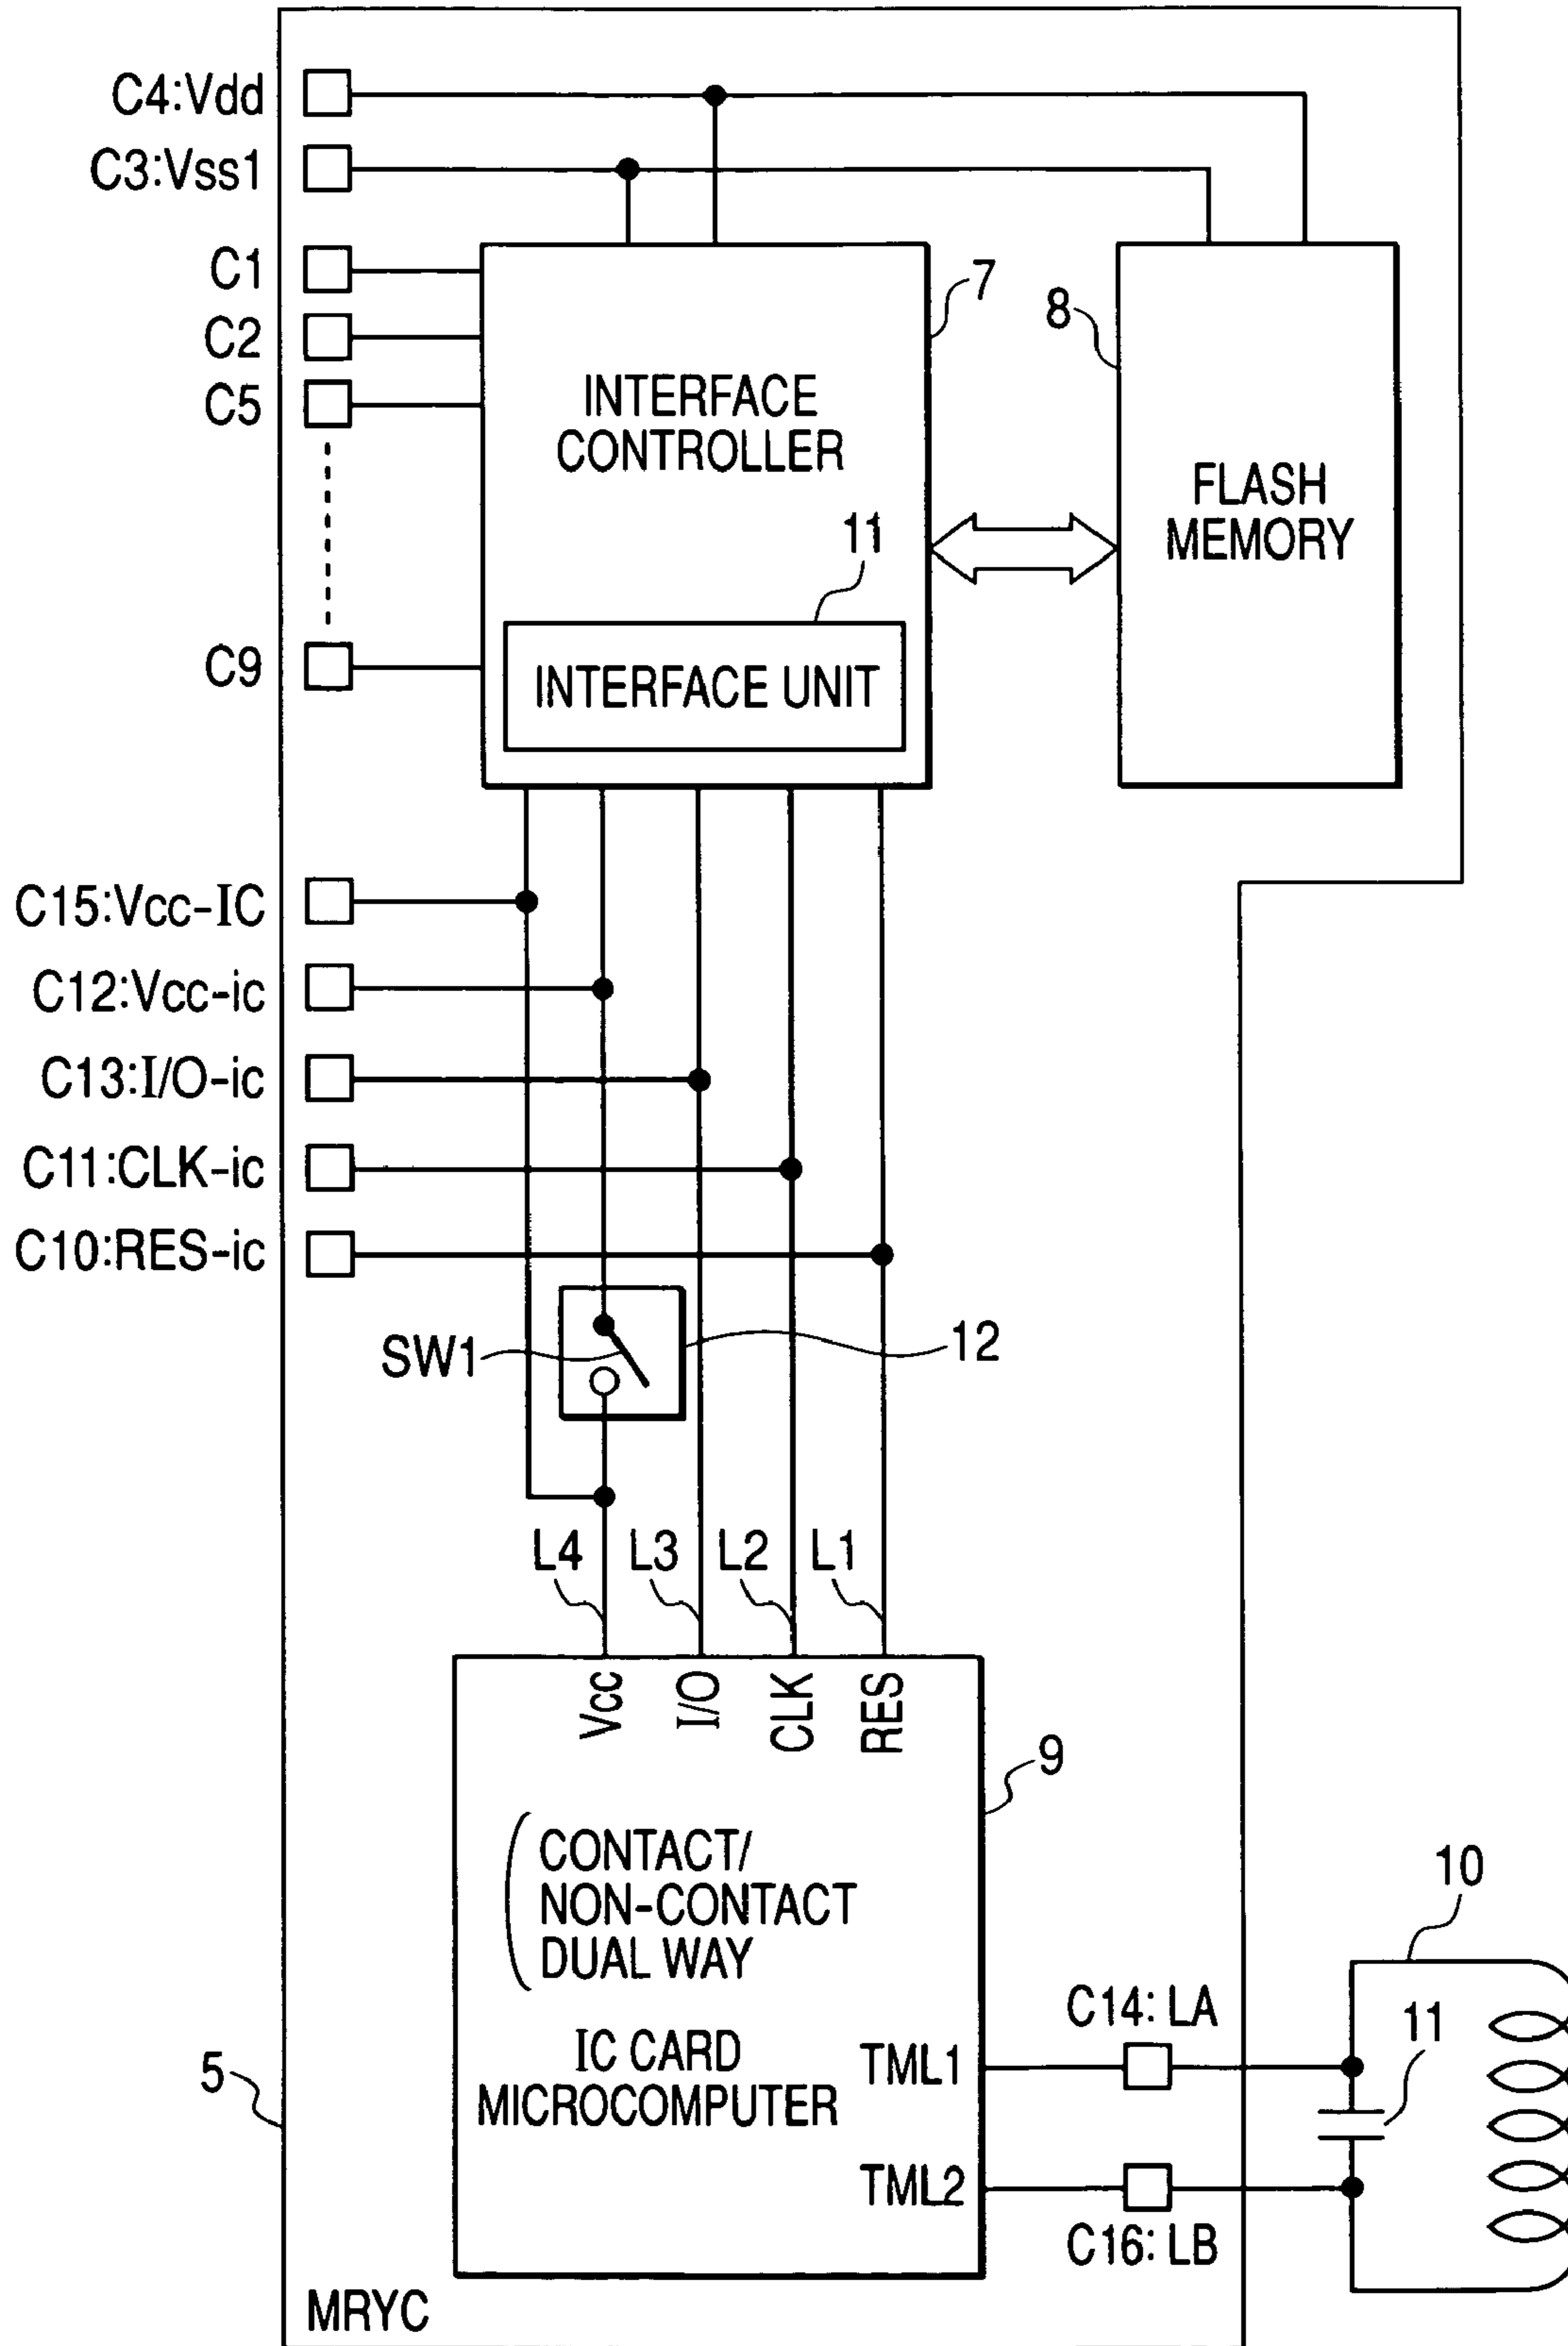 C4:Vdd
C3:Vss1
C1
C2
C5
C9
7
8
INTERFACE
CONTROLLER
FLASH
MEMORY
11
INTERFACE UNIT
C15:Vcc-IC
C12:Vcc-ic
C13:I/O-ic
C11:CLK-ic
C10:RES-ic
SW1
12
L4
L3
L2
L1
Vcc
I/O
CLK
RES
9
CONTACT/
NON-CONTACT
DUAL WAY
IC CARD
MICROCOMPUTER
TML1
TML2
C14: LA
C16: LB
10
11
5
MRYC